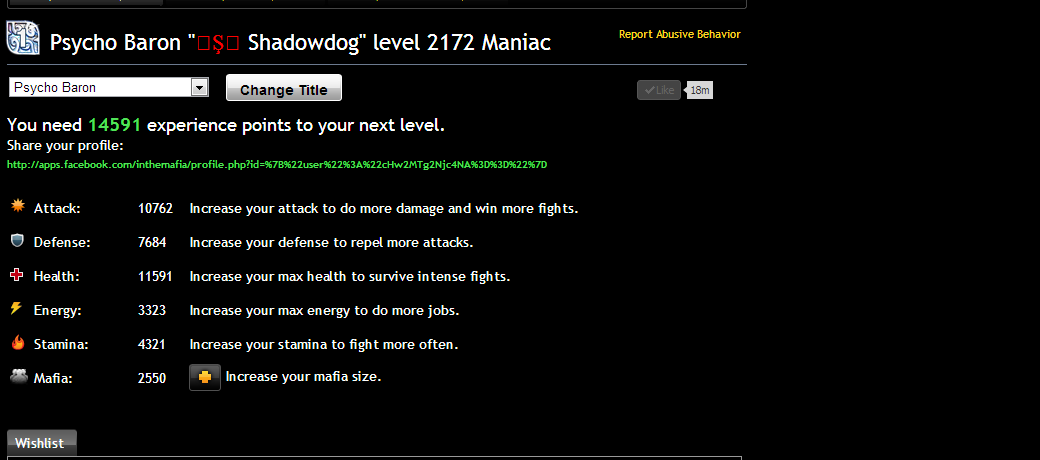 Psycho Baron "□Ş□ Shadowdog" level 2172 Maniac
Report Abusive Behavior
Psycho Baron
Change Title
Like
18m
You need 14591 experience points to your next level.
Share your profile:
http://apps.facebook.com/inthemafia/profile.php?id=%7B%22user%22%3A%22cHw2MTg2Njc4NA%3D%3D%22%7D
Attack: 10762 Increase your attack to do more damage and win more fights.
Defense: 7684 Increase your defense to repel more attacks.
Health: 11591 Increase your max health to survive intense fights.
Energy: 3323 Increase your max energy to do more jobs.
Stamina: 4321 Increase your stamina to fight more often.
Mafia: 2550 Increase your mafia size.
Wishlist